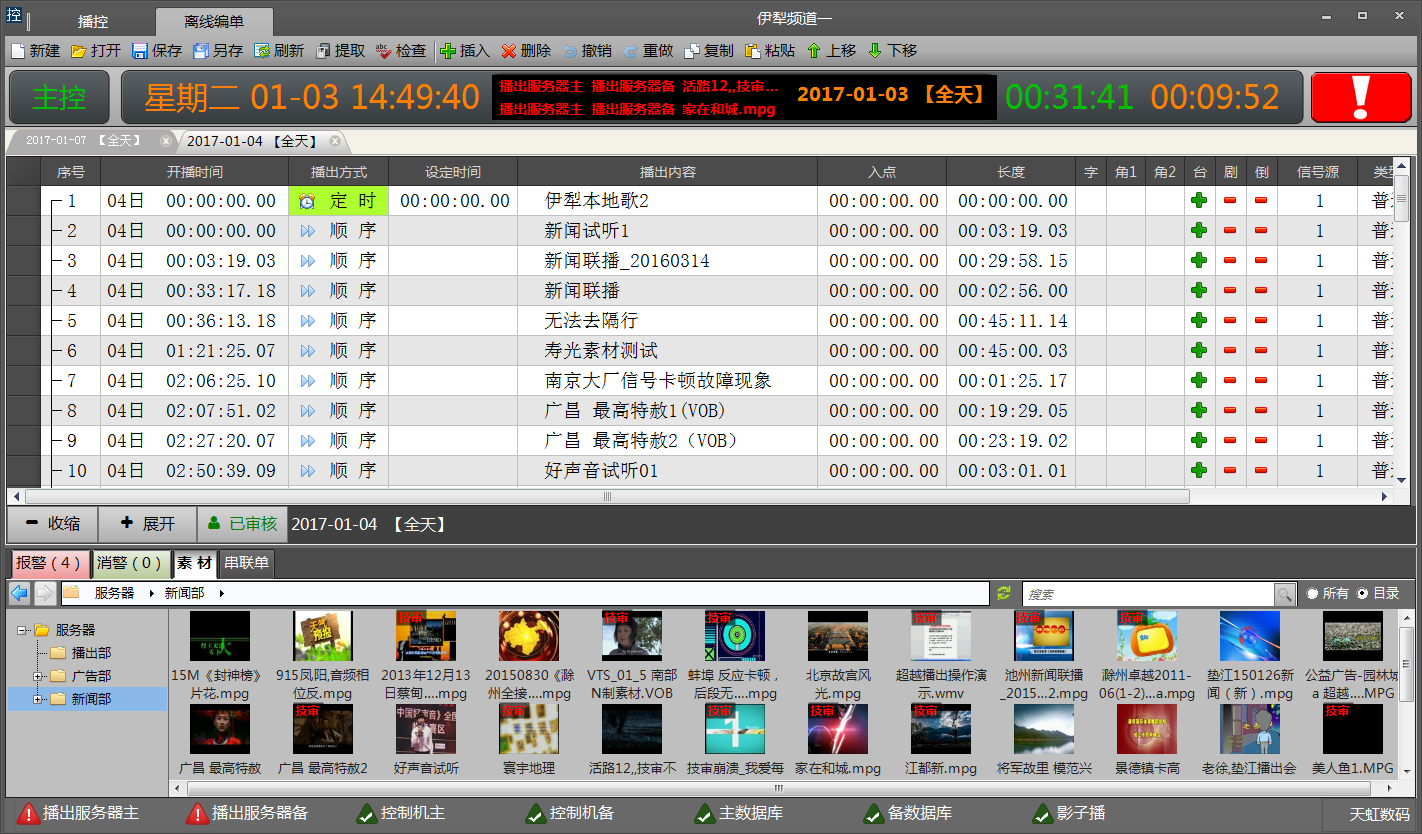 控 播控 离线编单 伊犁频道一
新建 打开 保存 另存 刷新 提取 检查 插入 删除 撤销 重做 复制 粘贴 上移 下移
主控 星期二 01-03 14:49:40 播出服务器主 播出服务器备 活路12,,技审... 2017-01-03 【全天】 00:31:41 00:09:52
播出服务器主 播出服务器备 家在和城.mpg
2017-01-07 【全天】 2017-01-04 【全天】
序号 开播时间 播出方式 设定时间 播出内容 入点 长度 字 角1 角2 台 剧 倒 信号源
1 04日 00:00:00.00 定 时 00:00:00.00 伊犁本地歌2 00:00:00.00 00:00:00.00 1 普
2 04日 00:00:00.00 顺 序 新闻试听1 00:00:00.00 00:03:19.03 1 普
3 04日 00:03:19.03 顺 序 新闻联播_20160314 00:00:00.00 00:29:58.15 1 普
4 04日 00:33:17.18 顺 序 新闻联播 00:00:00.00 00:02:56.00 1 普
5 04日 00:36:13.18 顺 序 无法去隔行 00:00:00.00 00:45:11.14 1 普
6 04日 01:21:25.07 顺 序 寿光素材测试 00:00:00.00 00:45:00.03 1 普
7 04日 02:06:25.10 顺 序 南京大厂信号卡顿故障现象 00:00:00.00 00:01:25.17 1 普
8 04日 02:07:51.02 顺 序 广昌 最高特赦1(VOB) 00:00:00.00 00:19:29.05 1 普
9 04日 02:27:20.07 顺 序 广昌 最高特赦2（VOB） 00:00:00.00 00:23:19.02 1 普
10 04日 02:50:39.09 顺 序 好声音试听01 00:00:00.00 00:03:01.01 1 普
收缩 展开 已审核 2017-01-04 【全天】
报警 ( 4 ) 消警 ( 0 ) 素 材 串联单
服务器 新闻部 搜索 所有 目录
服务器
播出部
广告部
新闻部
技审 技审 技审 技审 技审 技审
15M《封神榜》 915凤阳,音频相 2013年12月13 20150830《滁 VTS_01_5 南部 蚌埠 反应卡顿， 北京故宫风 超越播出操作演 池州新闻联播 滁州卓越2011- 垫江150126新 公益广告-园林城
片花.mpg 位反.mpg 日蔡甸....mpg 州全接....mpg N制素材.VOB 后段无....mpg 光.mpg 示.wmv _2015...2.mpg 06(1-2)...a.mpg 闻（新）.mpg a 超越....MPG
技审 技审 技审 技审 技审
广昌 最高特赦 广昌 最高特赦2 好声音试听 寰宇地理 活路12,,技审不 技审崩溃_我爱每 家在和城.mpg 江都新.mpg 将军故里 模范兴 景德镇卡高 老徐,垫江播出会 美人鱼1.MPG
播出服务器主 播出服务器备 控制机主 控制机备 主数据库 备数据库 影子播 天虹数码